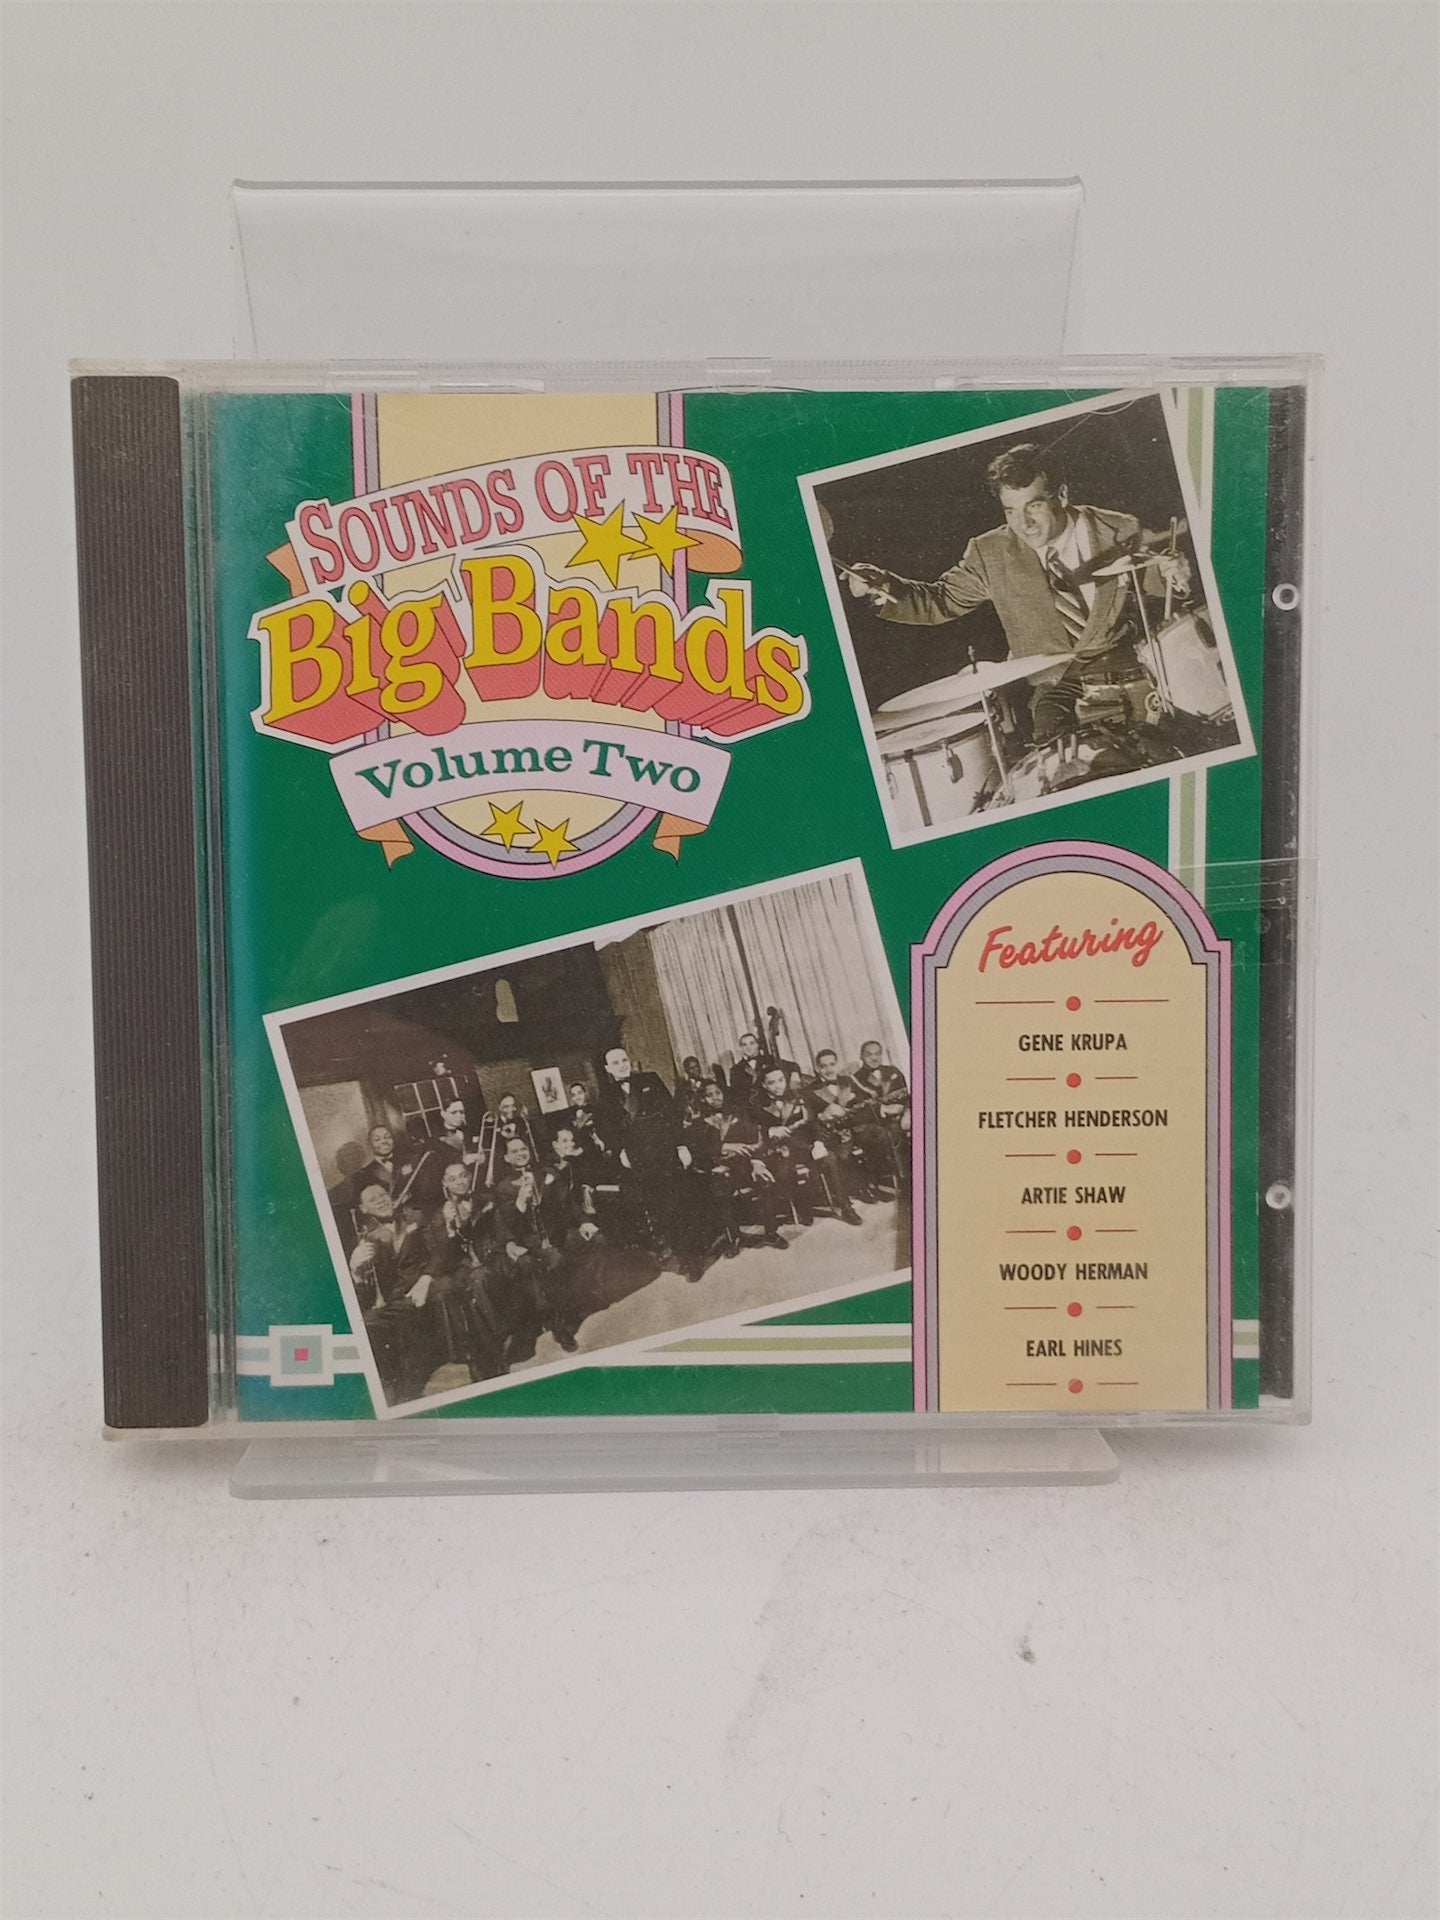 SOUNDS OF THE
Big Bands
Volume Two
Featuring
GENE KRUPA
FLETCHER HENDERSON
ARTIE SHAW
WOODY HERMAN
EARL HINES